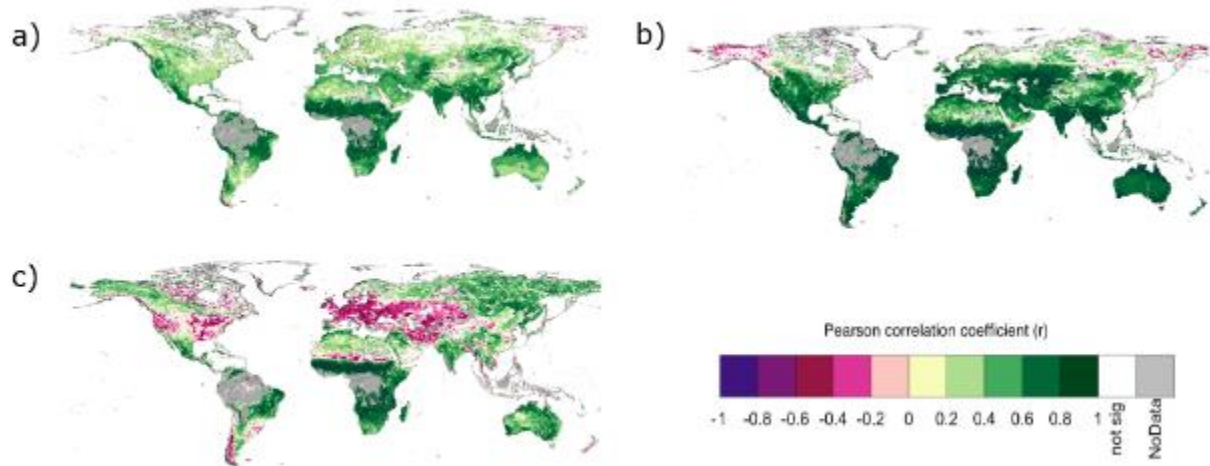 a)
b)
c)
Pearson correlation coefficient (r)
-1 -0.8 -0.6 -0.4 -0.2 0 0.2 0.4 0.6 0.8 1 not sig NoData